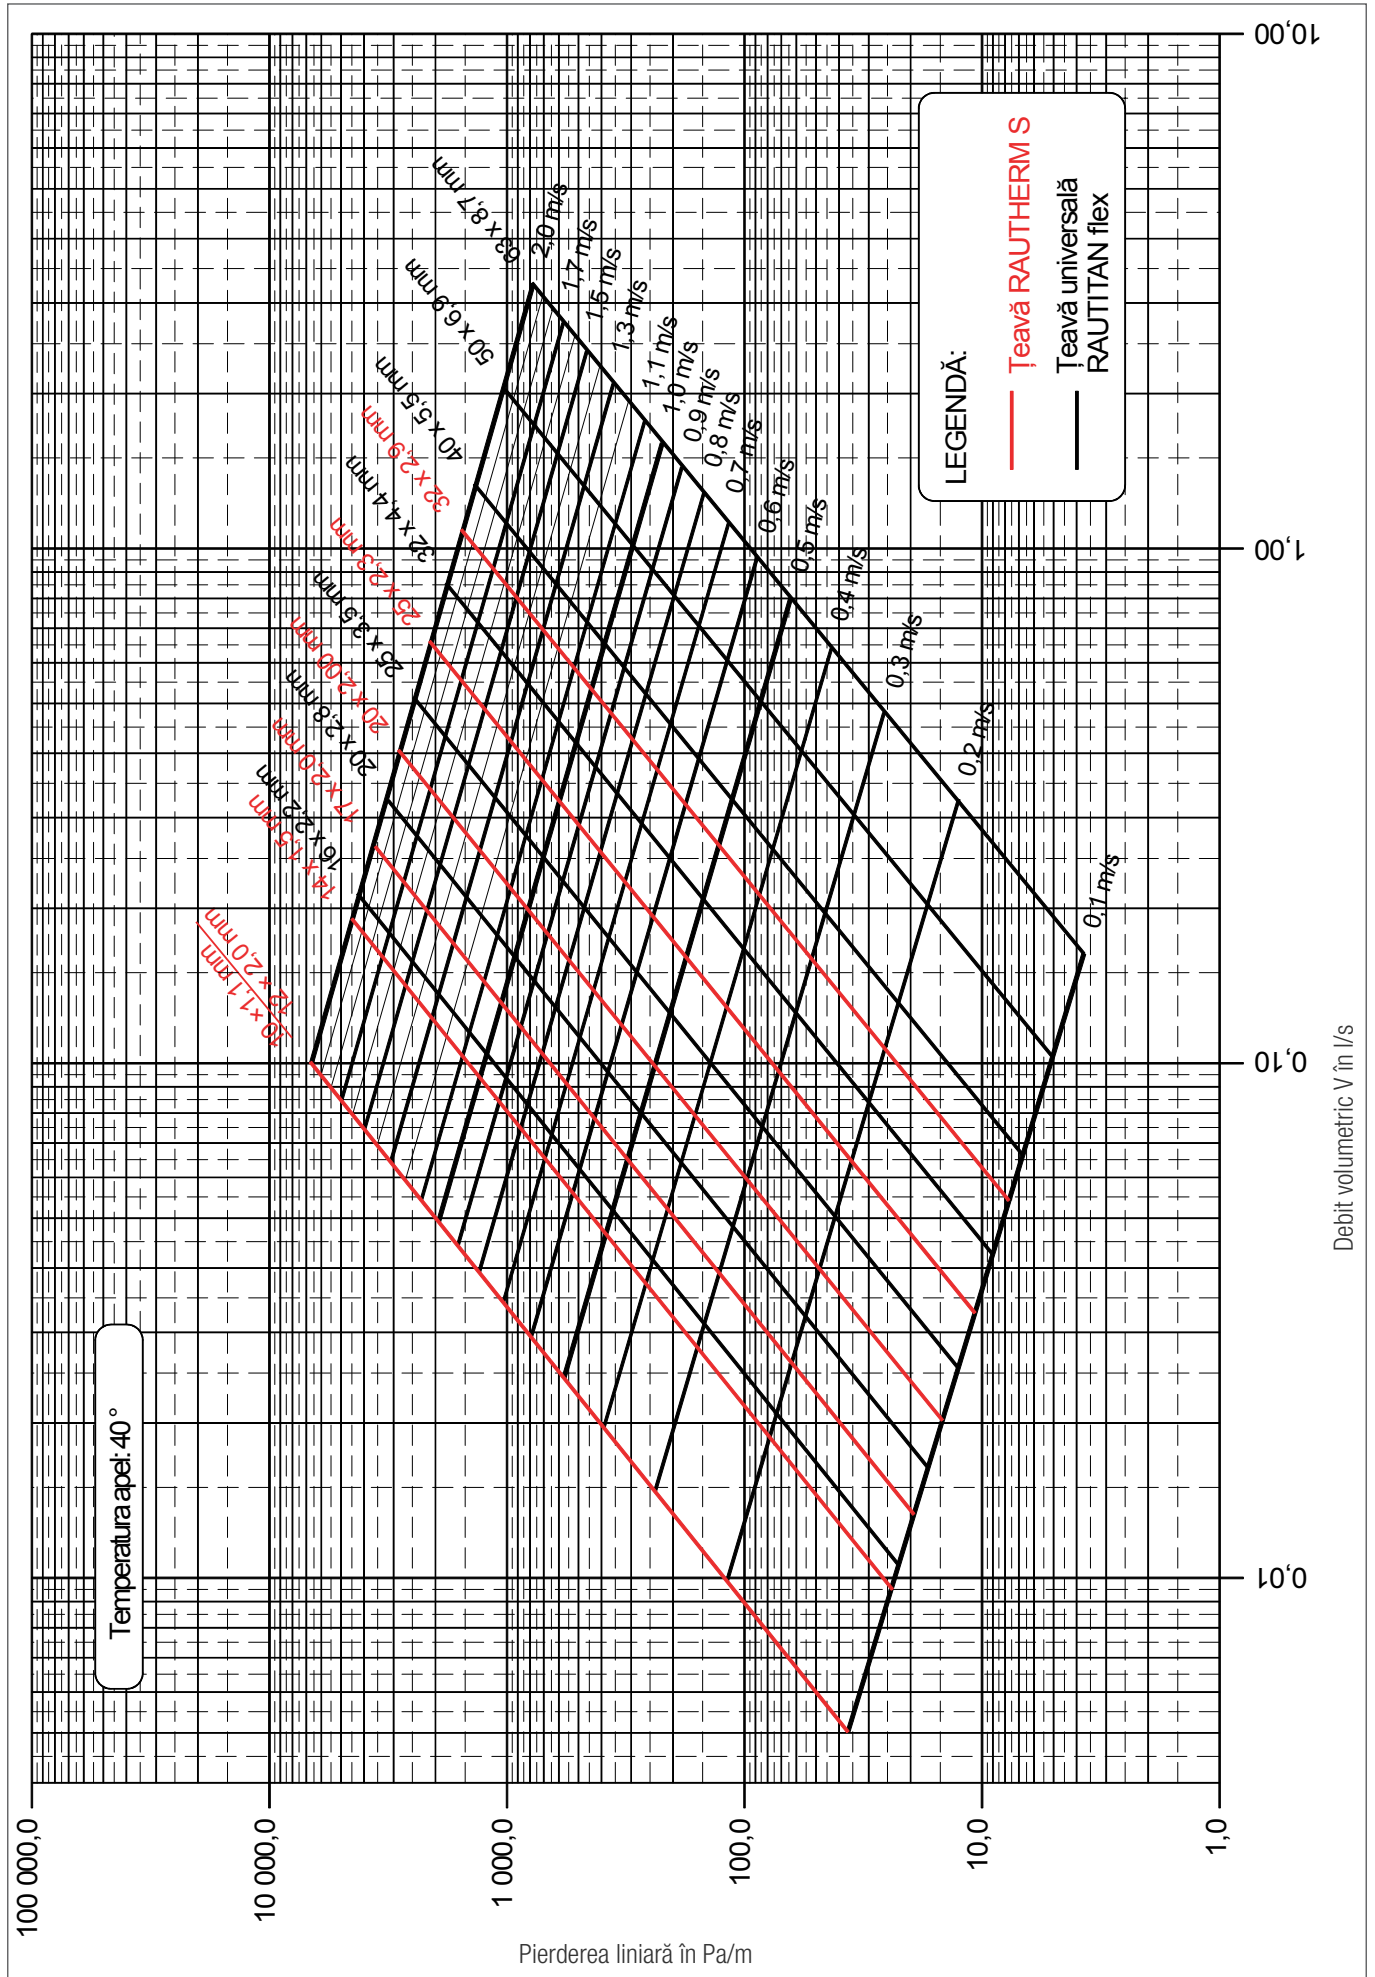 Temperatura apei: 40°
100 000,0
10 000,0
1 000,0
100,0
10,0
1,0
Pierderea liniară în Pa/m
10,00
1,00
0,10
0,01
Debit volumetric V în l/s
10 x 1,1 mm
12 x 2,0 mm
14 x 1,5 mm
16 x 2,2 mm
17 x 2,0 mm
20 x 2,8 mm
20 x 2,00 mm
25 x 3,5 mm
25 x 2,3 mm
32 x 4,4 mm
32 x 2,9 mm
40 x 5,5 mm
50 x 6,9 mm
63 x 8,7 mm
2,0 m/s
1,7 m/s
1,5 m/s
1,3 m/s
1,1 m/s
1,0 m/s
0,9 m/s
0,8 m/s
0,7 m/s
0,6 m/s
0,5 m/s
0,4 m/s
0,3 m/s
0,2 m/s
0,1 m/s
LEGENDĂ:
Țeavă RAUTHERM S
Țeavă universală
RAUTITAN flex